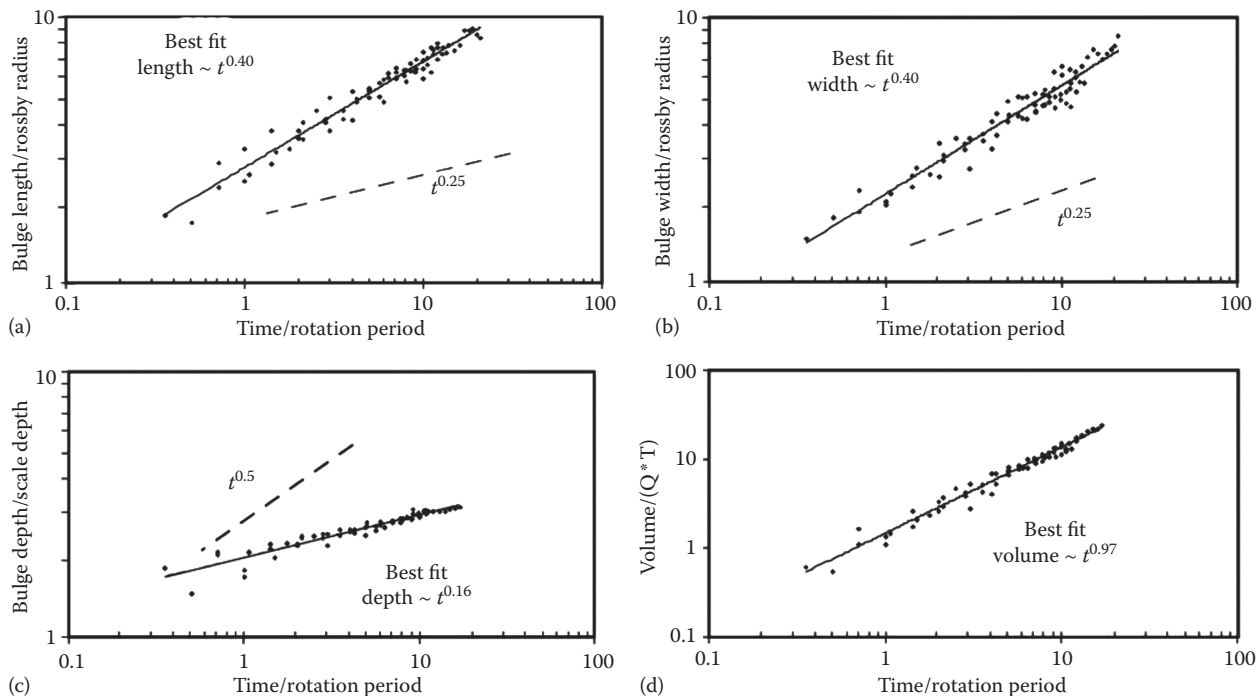 10
Best fit
length ~ t^0.40
t^0.25
1
0.1
1
10
100
Bulge length/rossby radius
Time/rotation period
(a)
10
Best fit
width ~ t^0.40
t^0.25
1
0.1
1
10
100
Bulge width/rossby radius
Time/rotation period
(b)
10
t^0.5
Best fit
depth ~ t^0.16
1
0.1
1
10
100
Bulge depth/scale depth
Time/rotation period
(c)
100
10
1
0.1
Best fit
volume ~ t^0.97
0.1
1
10
100
Volume/(Q*T)
Time/rotation period
(d)